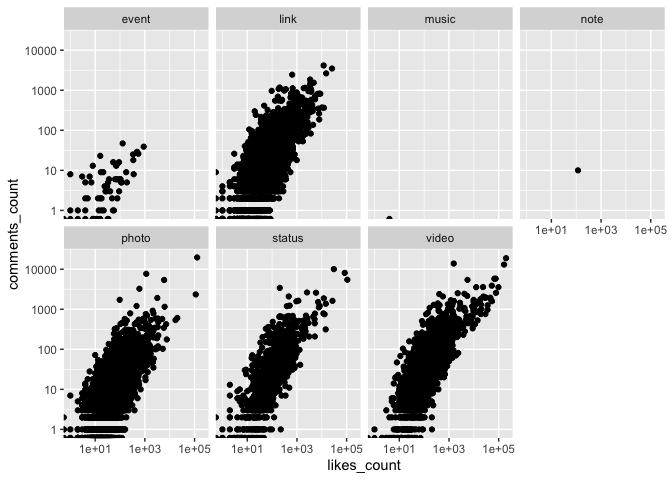 event link music note
10000
1000
100
10
1
1e+01 1e+03 1e+05
photo status video
10000
1000
100
10
1
1e+01 1e+03 1e+05 1e+01 1e+03 1e+05 1e+01 1e+03 1e+05
likes_count
comments_count